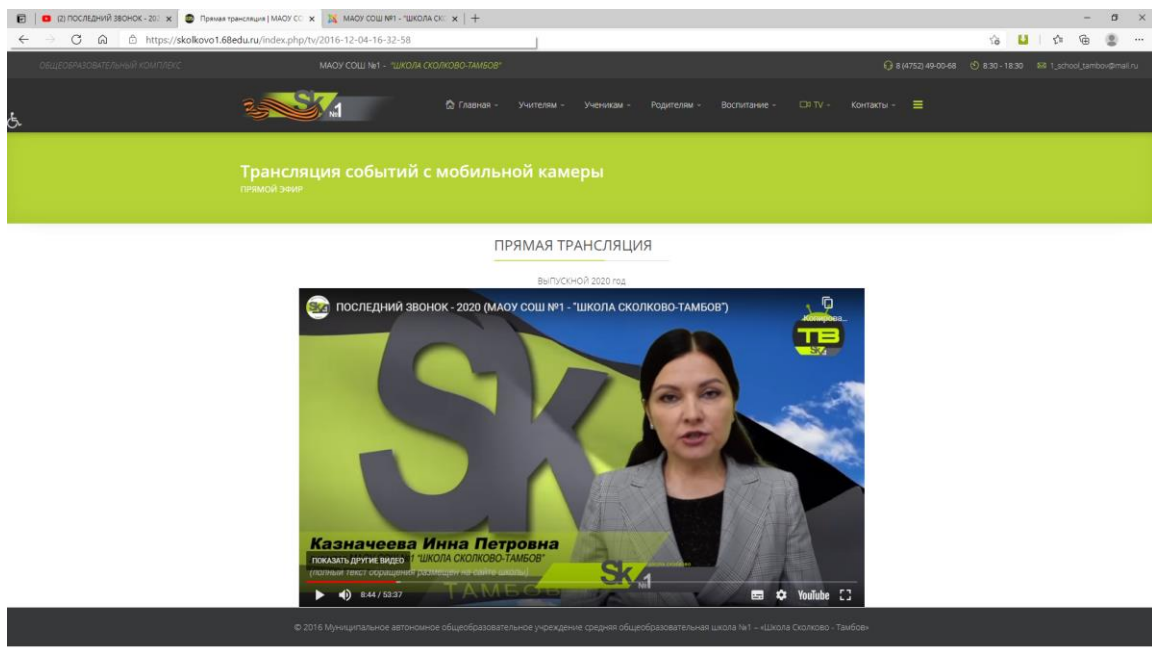 (2) ПОСЛЕДНИЙ ЗВОНОК - 202
Прямая трансляция | МАОУ СС
МАОУ СОШ №1 - "ШКОЛА СК
https://skolkovo1.68edu.ru/index.php/tv/2016-12-04-16-32-58
ОБЩЕОБРАЗОВАТЕЛЬНЫЙ КОМПЛЕКС
МАОУ СОШ №1 - "ШКОЛА СКОЛКОВО-ТАМБОВ"
8 (4752) 49-00-68
8:30 - 18:30
1_school_tambov@mail.ru
Sk №1
Главная
Учителям
Ученикам
Родителям
Воспитание
TV
Контакты
Трансляция событий с мобильной камеры
ПРЯМОЙ ЭФИР
ПРЯМАЯ ТРАНСЛЯЦИЯ
ВЫПУСКНОЙ 2020 год
ПОСЛЕДНИЙ ЗВОНОК - 2020 (МАОУ СОШ №1 - "ШКОЛА СКОЛКОВО-ТАМБОВ")
Копирова...
ТВ
Sk
Sk
Казначеева Инна Петровна
ПОКАЗАТЬ ДРУГИЕ ВИДЕО
1 "ШКОЛА СКОЛКОВО-ТАМБОВ"
(полный текст обращения размещен на сайте школы)
Sk №1
8:44 / 53:37
ТАМБОВ
YouTube
© 2016 Муниципальное автономное общеобразовательное учреждение средняя общеобразовательная школа №1 – «Школа Сколково - Тамбов»